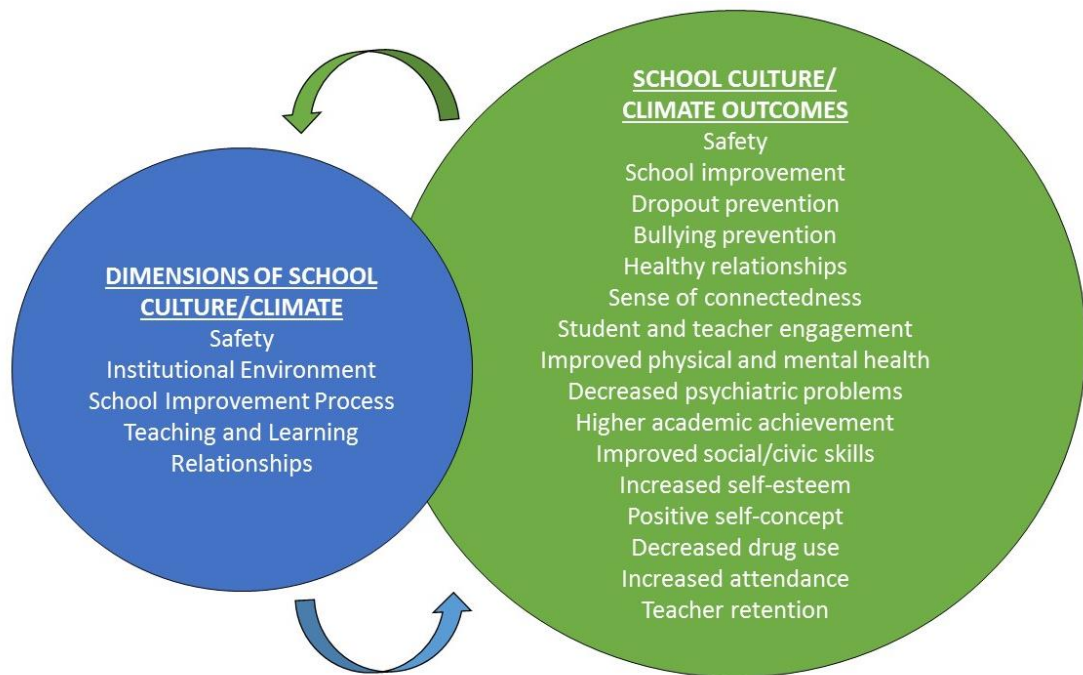 DIMENSIONS OF SCHOOL
CULTURE/CLIMATE
Safety
Institutional Environment
School Improvement Process
Teaching and Learning
Relationships
SCHOOL CULTURE/
CLIMATE OUTCOMES
Safety
School improvement
Dropout prevention
Bullying prevention
Healthy relationships
Sense of connectedness
Student and teacher engagement
Improved physical and mental health
Decreased psychiatric problems
Higher academic achievement
Improved social/civic skills
Increased self-esteem
Positive self-concept
Decreased drug use
Increased attendance
Teacher retention